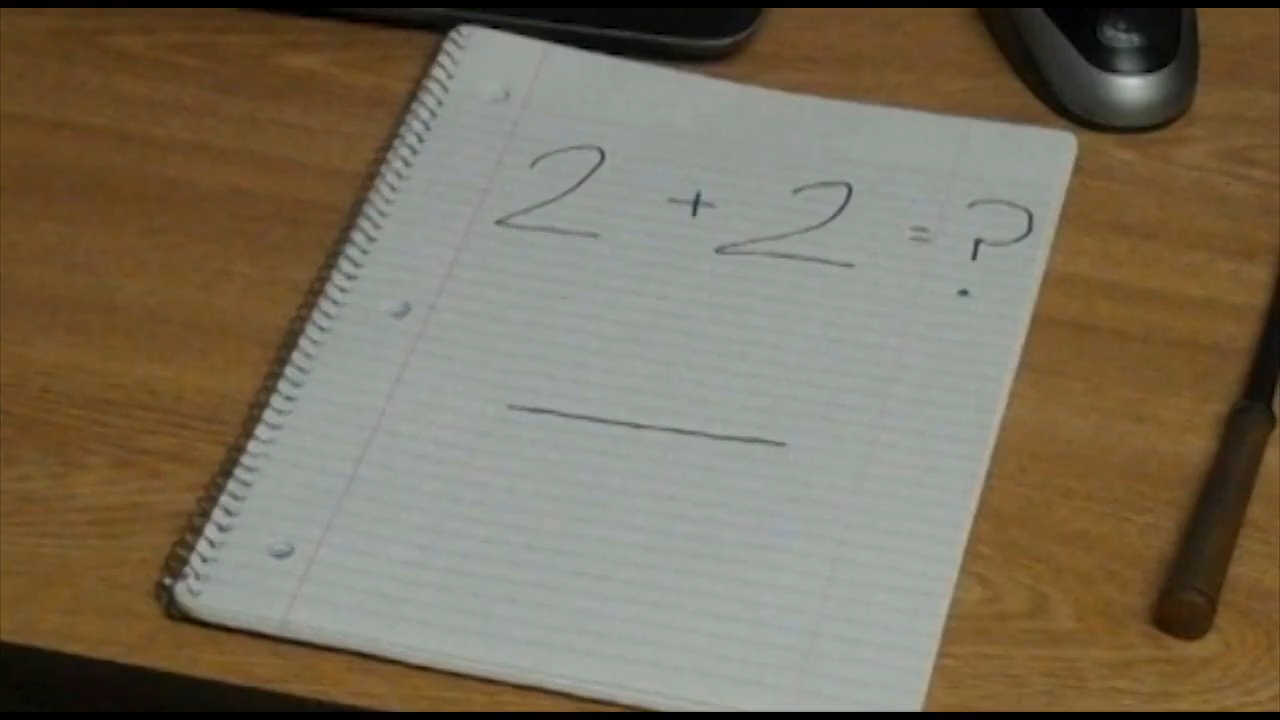 2 + 2 = ?